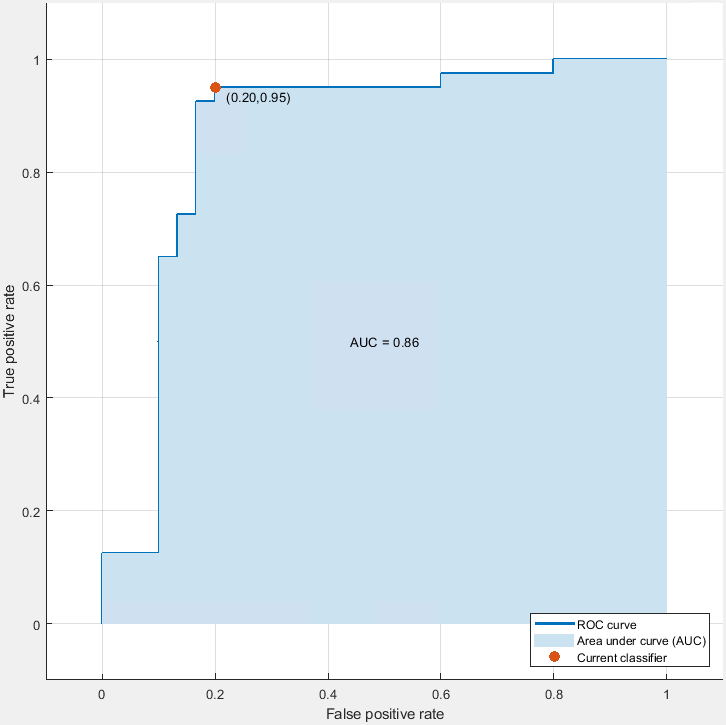 1
0.8
0.6
0.4
0.2
0
True positive rate
(0.20,0.95)
AUC = 0.86
ROC curve
Area under curve (AUC)
Current classifier
0 0.2 0.4 0.6 0.8 1
False positive rate